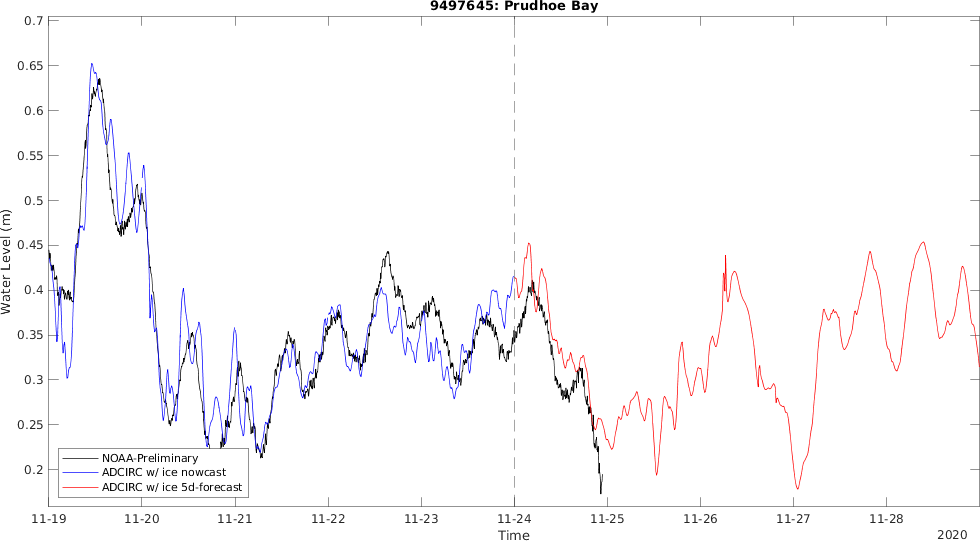 9497645: Prudhoe Bay
0.7
0.65
0.6
0.55
0.5
0.45
0.4
0.35
0.3
0.25
0.2
Water Level (m)
NOAA-Preliminary
ADCIRC w/ ice nowcast
ADCIRC w/ ice 5d-forecast
11-19 11-20 11-21 11-22 11-23 11-24 11-25 11-26 11-27 11-28
Time
2020